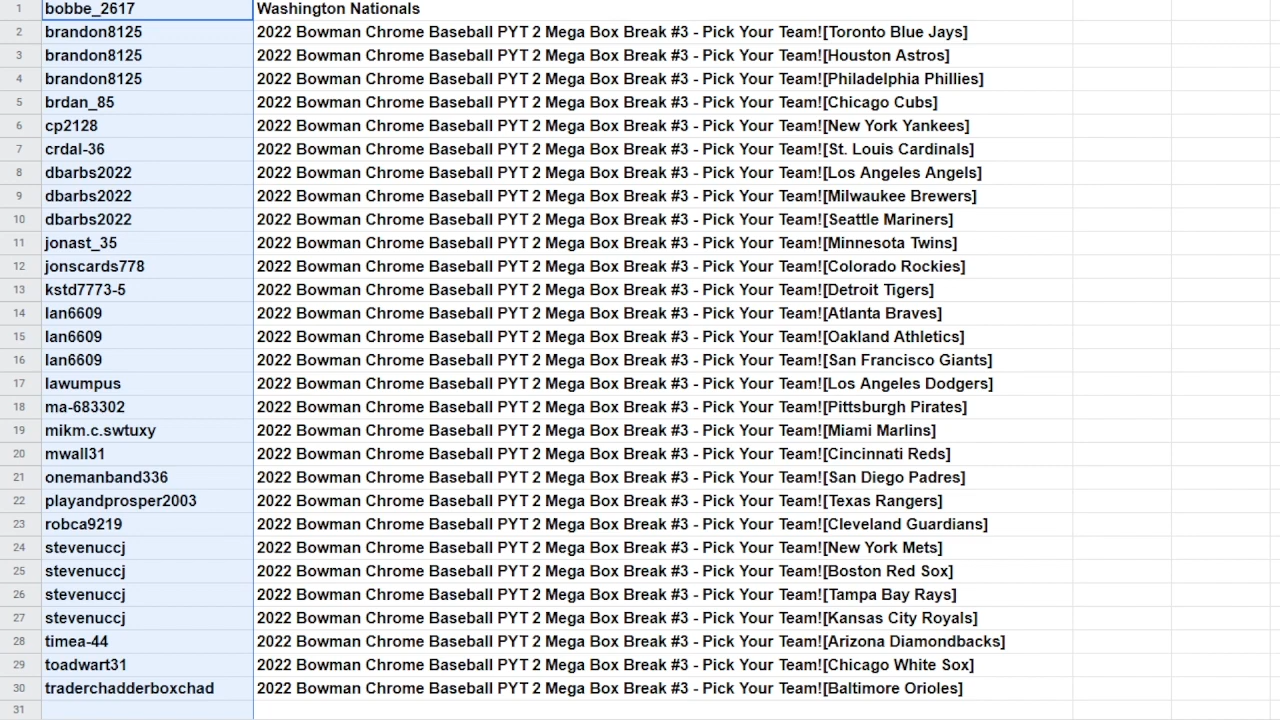 1 bobbe_2617 Washington Nationals
2 brandon8125 2022 Bowman Chrome Baseball PYT 2 Mega Box Break #3 - Pick Your Team![Toronto Blue Jays]
3 brandon8125 2022 Bowman Chrome Baseball PYT 2 Mega Box Break #3 - Pick Your Team![Houston Astros]
4 brandon8125 2022 Bowman Chrome Baseball PYT 2 Mega Box Break #3 - Pick Your Team![Philadelphia Phillies]
5 brdan_85 2022 Bowman Chrome Baseball PYT 2 Mega Box Break #3 - Pick Your Team![Chicago Cubs]
6 cp2128 2022 Bowman Chrome Baseball PYT 2 Mega Box Break #3 - Pick Your Team![New York Yankees]
7 crdal-36 2022 Bowman Chrome Baseball PYT 2 Mega Box Break #3 - Pick Your Team![St. Louis Cardinals]
8 dbarbs2022 2022 Bowman Chrome Baseball PYT 2 Mega Box Break #3 - Pick Your Team![Los Angeles Angels]
9 dbarbs2022 2022 Bowman Chrome Baseball PYT 2 Mega Box Break #3 - Pick Your Team![Milwaukee Brewers]
10 dbarbs2022 2022 Bowman Chrome Baseball PYT 2 Mega Box Break #3 - Pick Your Team![Seattle Mariners]
11 jonast_35 2022 Bowman Chrome Baseball PYT 2 Mega Box Break #3 - Pick Your Team![Minnesota Twins]
12 jonscards778 2022 Bowman Chrome Baseball PYT 2 Mega Box Break #3 - Pick Your Team![Colorado Rockies]
13 kstd7773-5 2022 Bowman Chrome Baseball PYT 2 Mega Box Break #3 - Pick Your Team![Detroit Tigers]
14 lan6609 2022 Bowman Chrome Baseball PYT 2 Mega Box Break #3 - Pick Your Team![Atlanta Braves]
15 lan6609 2022 Bowman Chrome Baseball PYT 2 Mega Box Break #3 - Pick Your Team![Oakland Athletics]
16 lan6609 2022 Bowman Chrome Baseball PYT 2 Mega Box Break #3 - Pick Your Team![San Francisco Giants]
17 lawumpus 2022 Bowman Chrome Baseball PYT 2 Mega Box Break #3 - Pick Your Team![Los Angeles Dodgers]
18 ma-683302 2022 Bowman Chrome Baseball PYT 2 Mega Box Break #3 - Pick Your Team![Pittsburgh Pirates]
19 mikm.c.swtuxy 2022 Bowman Chrome Baseball PYT 2 Mega Box Break #3 - Pick Your Team![Miami Marlins]
20 mwall31 2022 Bowman Chrome Baseball PYT 2 Mega Box Break #3 - Pick Your Team![Cincinnati Reds]
21 onemanband336 2022 Bowman Chrome Baseball PYT 2 Mega Box Break #3 - Pick Your Team![San Diego Padres]
22 playandprosper2003 2022 Bowman Chrome Baseball PYT 2 Mega Box Break #3 - Pick Your Team![Texas Rangers]
23 robca9219 2022 Bowman Chrome Baseball PYT 2 Mega Box Break #3 - Pick Your Team![Cleveland Guardians]
24 stevenuccj 2022 Bowman Chrome Baseball PYT 2 Mega Box Break #3 - Pick Your Team![New York Mets]
25 stevenuccj 2022 Bowman Chrome Baseball PYT 2 Mega Box Break #3 - Pick Your Team![Boston Red Sox]
26 stevenuccj 2022 Bowman Chrome Baseball PYT 2 Mega Box Break #3 - Pick Your Team![Tampa Bay Rays]
27 stevenuccj 2022 Bowman Chrome Baseball PYT 2 Mega Box Break #3 - Pick Your Team![Kansas City Royals]
28 timea-44 2022 Bowman Chrome Baseball PYT 2 Mega Box Break #3 - Pick Your Team![Arizona Diamondbacks]
29 toadwart31 2022 Bowman Chrome Baseball PYT 2 Mega Box Break #3 - Pick Your Team![Chicago White Sox]
30 traderchadderboxchad 2022 Bowman Chrome Baseball PYT 2 Mega Box Break #3 - Pick Your Team![Baltimore Orioles]
31